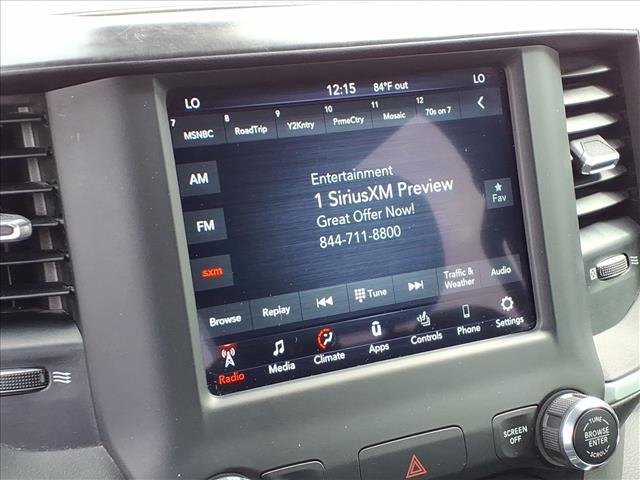 LO 12:15 84°F out LO
7 MSNBC 8 RoadTrip 9 Y2Kntry 10 PrmeCtry 11 Mosaic 12 70s on 7
AM
Entertainment
1 SiriusXM Preview
Great Offer Now!
844-711-8800
Fav
FM
sxm
Browse Replay Tune Traffic & Weather Audio
Radio Media Climate Apps Controls Phone Settings
SCREEN OFF
TUNE
BROWSE
ENTER
SCROLL